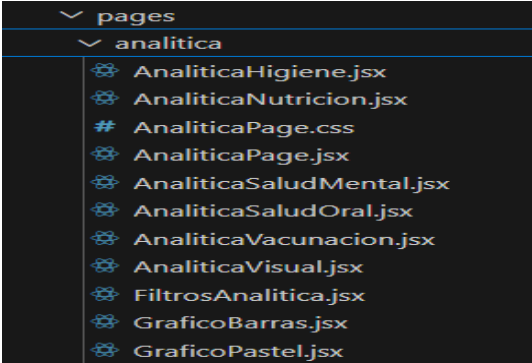 pages
analitica
AnaliticaHigiene.jsx
AnaliticaNutricion.jsx
# AnaliticaPage.css
AnaliticaPage.jsx
AnaliticaSaludMental.jsx
AnaliticaSaludOral.jsx
AnaliticaVacunacion.jsx
AnaliticaVisual.jsx
FiltrosAnalitica.jsx
GraficoBarras.jsx
GraficoPastel.jsx